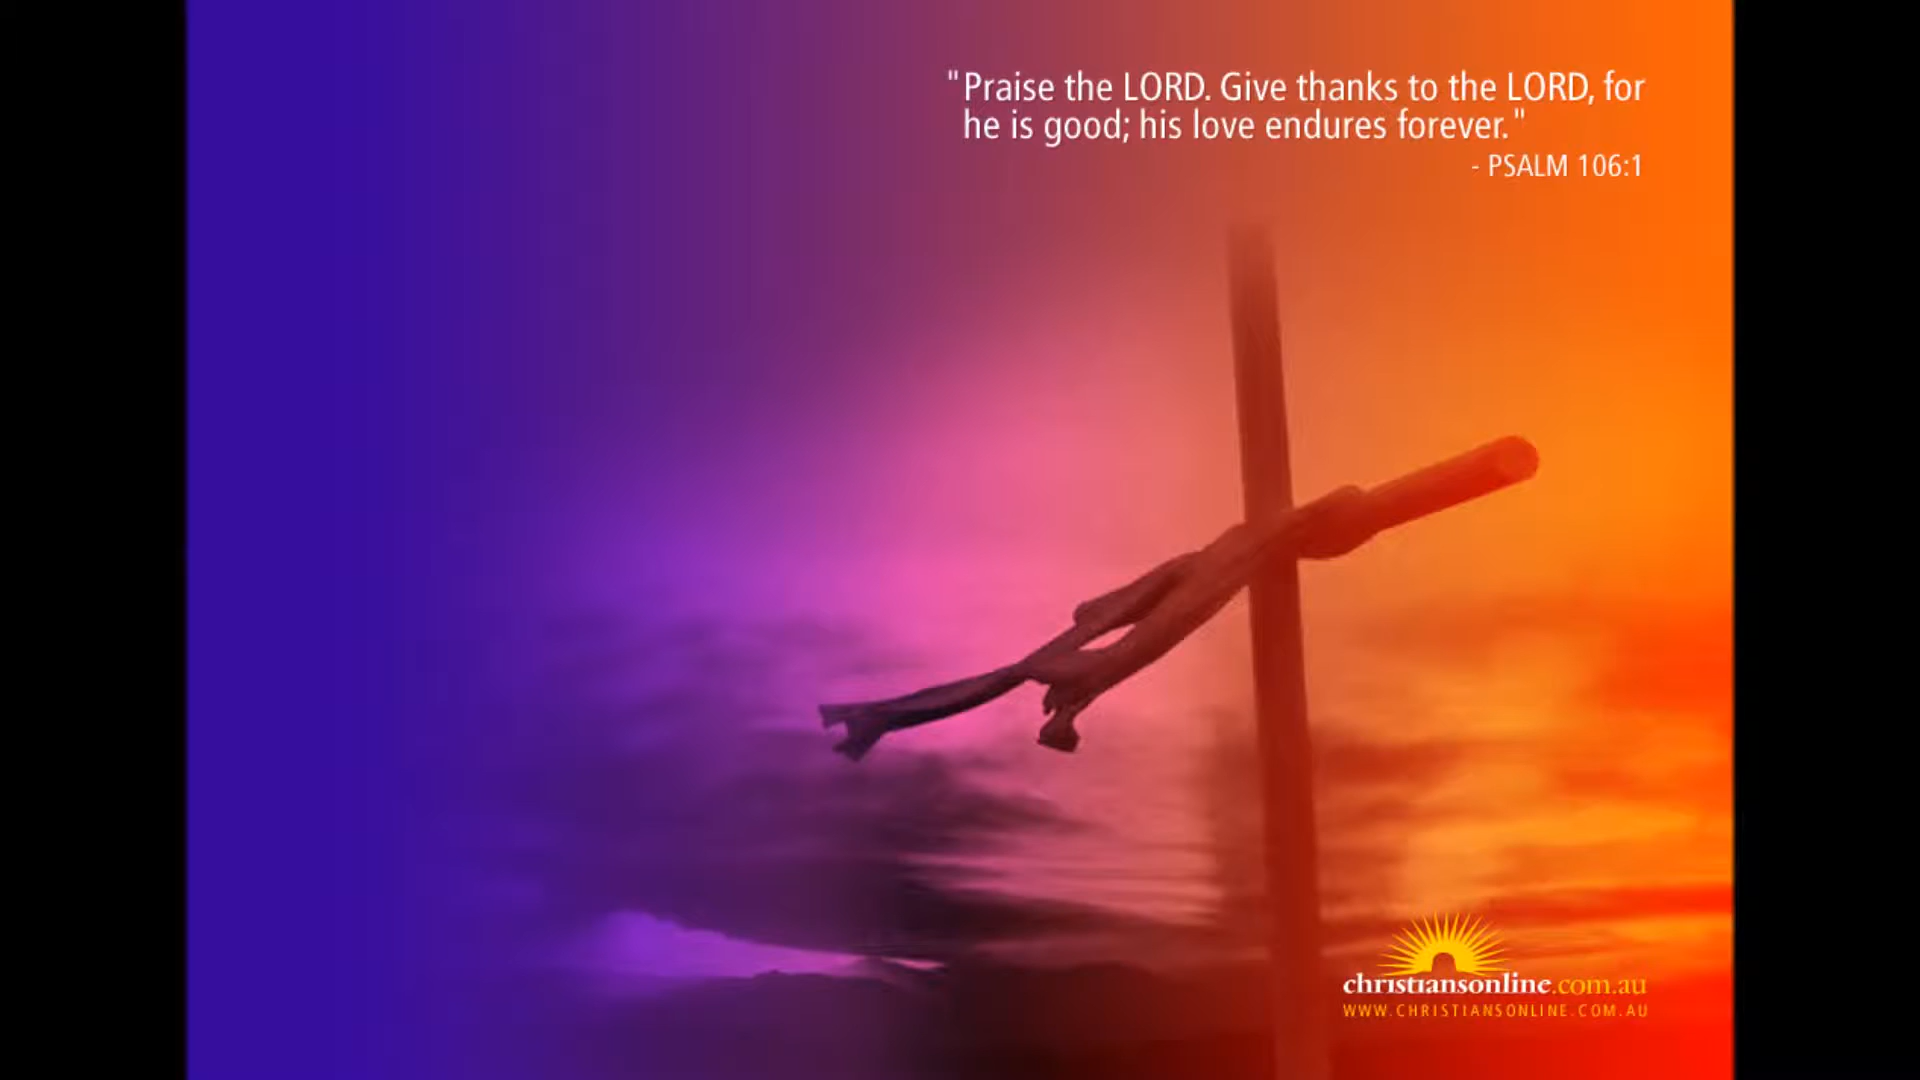 "Praise the LORD. Give thanks to the LORD, for
he is good; his love endures forever."
- PSALM 106:1
christiansonline.com.au
WWW.CHRISTIANSONLINE.COM.AU